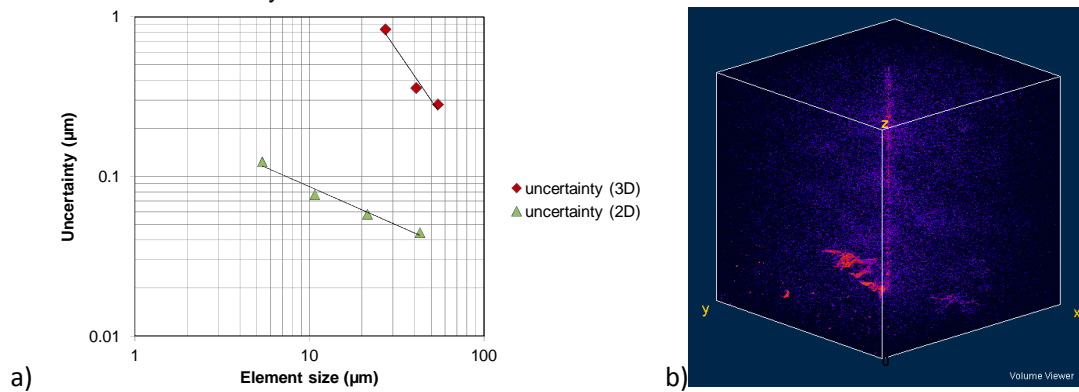 1
0.1
0.01
Uncertainty (µm)
1
10
100
Element size (µm)
uncertainty (3D)
uncertainty (2D)
a)
z
y
x
0
Volume Viewer
b)